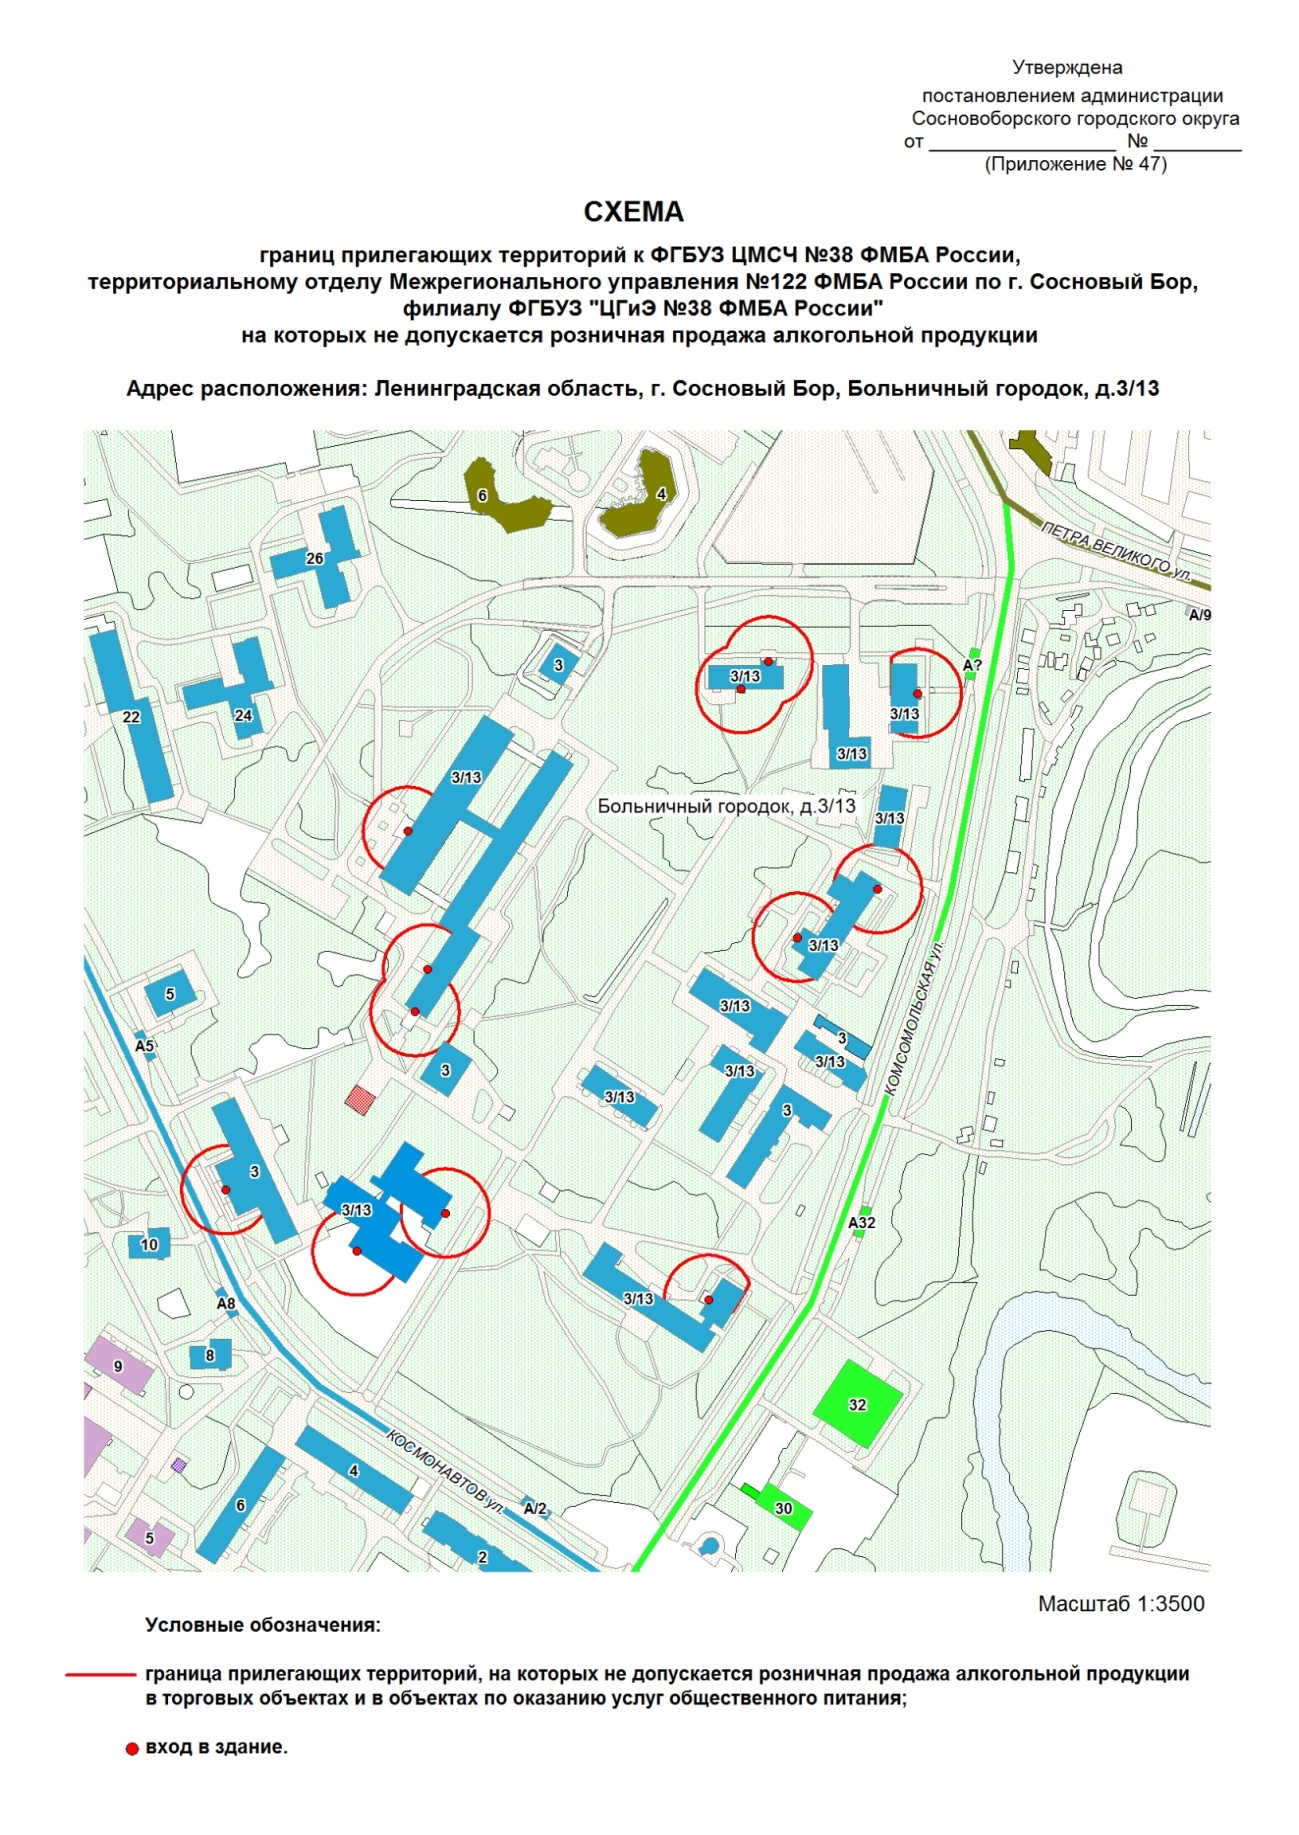 Утверждена
постановлением администрации
Сосновоборского городского округа
от _________________ № ________
(Приложение № 47)
СХЕМА
границ прилегающих территорий к ФГБУЗ ЦМСЧ №38 ФМБА России,
территориальному отделу Межрегионального управления №122 ФМБА России по г. Сосновый Бор,
филиалу ФГБУЗ "ЦГиЭ №38 ФМБА России"
на которых не допускается розничная продажа алкогольной продукции
Адрес расположения: Ленинградская область, г. Сосновый Бор, Больничный городок, д.3/13
6
4
ПЕТРА ВЕЛИКОГО ул.
26
А/9
3
3/13
А?
22
24
3/13
3/13
3/13
Больничный городок, д.3/13
3/13
3/13
КОМСОМОЛЬСКАЯ ул.
5
3/13
3
А5
3/13
3
3/13
3/13
3
3
3/13
А32
10
3/13
А8
8
9
32
КОСМОНАВТОВ ул.
4
6
А/2
30
5
2
Масштаб 1:3500
Условные обозначения:
граница прилегающих территорий, на которых не допускается розничная продажа алкогольной продукции
в торговых объектах и в объектах по оказанию услуг общественного питания;
вход в здание.